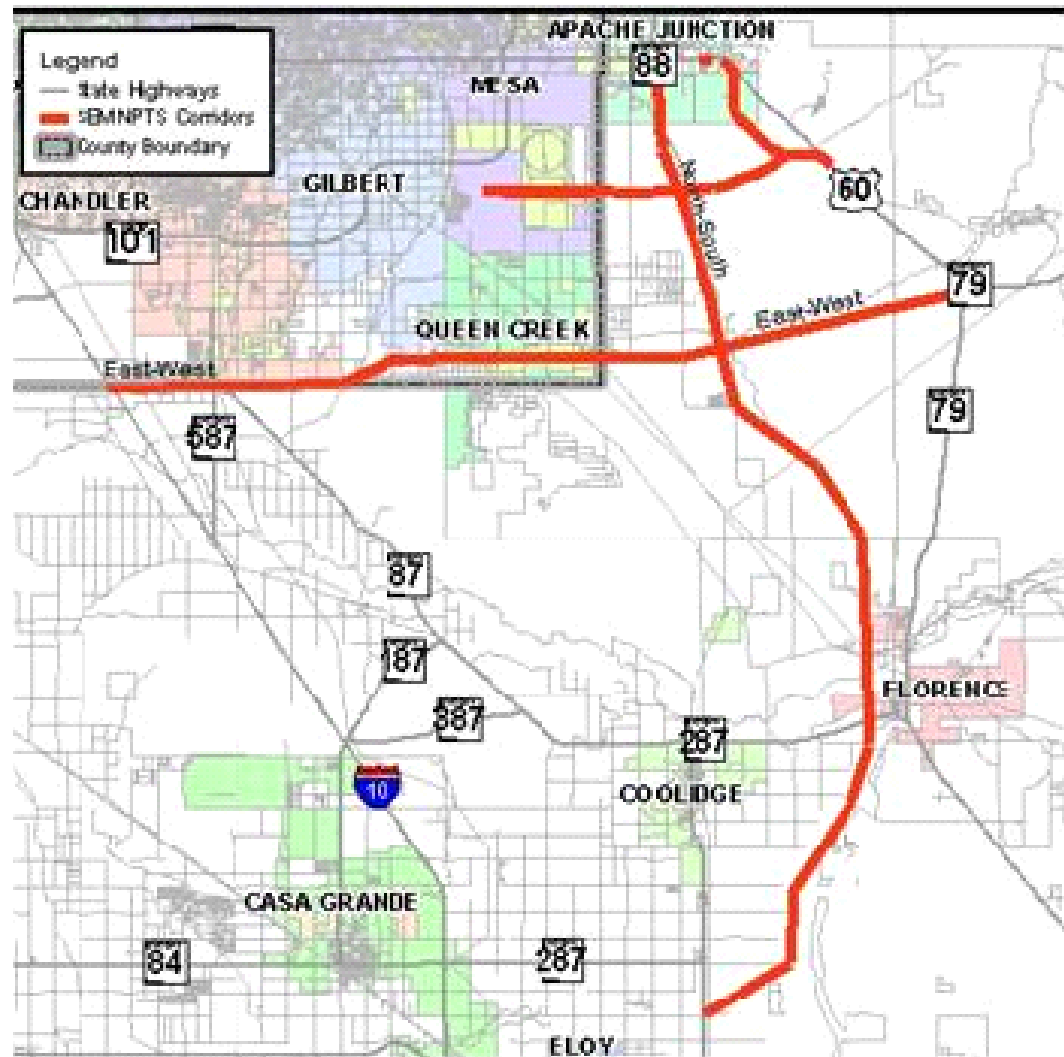 APACHE JUNCTION
Legend
State Highways
SEMNPTS Corridors
County Boundary
88
MESA
GILBERT
60
CHANDLER
101
North-South
79
QUEEN CREEK
East-West
East-West
587
79
87
187
387
FLORENCE
287
10
COOLIDGE
CASA GRANDE
84
287
ELOY